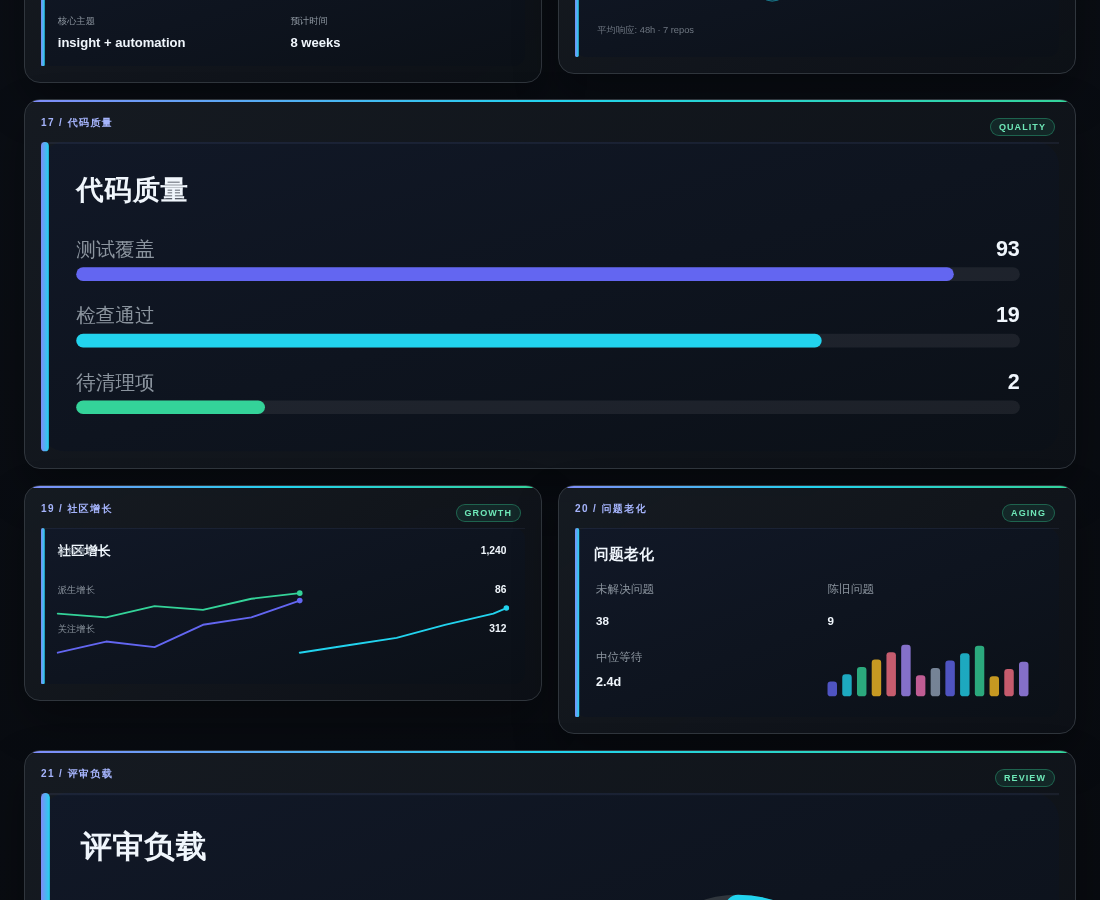 核心主题
预计时间
insight + automation
8 weeks
平均响应: 48h · 7 repos
17 / 代码质量
QUALITY
代码质量
测试覆盖
93
检查通过
19
待清理项
2
19 / 社区增长
GROWTH
社区增长
1,240
派生增长
86
关注增长
312
20 / 问题老化
AGING
问题老化
未解决问题
陈旧问题
38
9
中位等待
2.4d
21 / 评审负载
REVIEW
评审负载